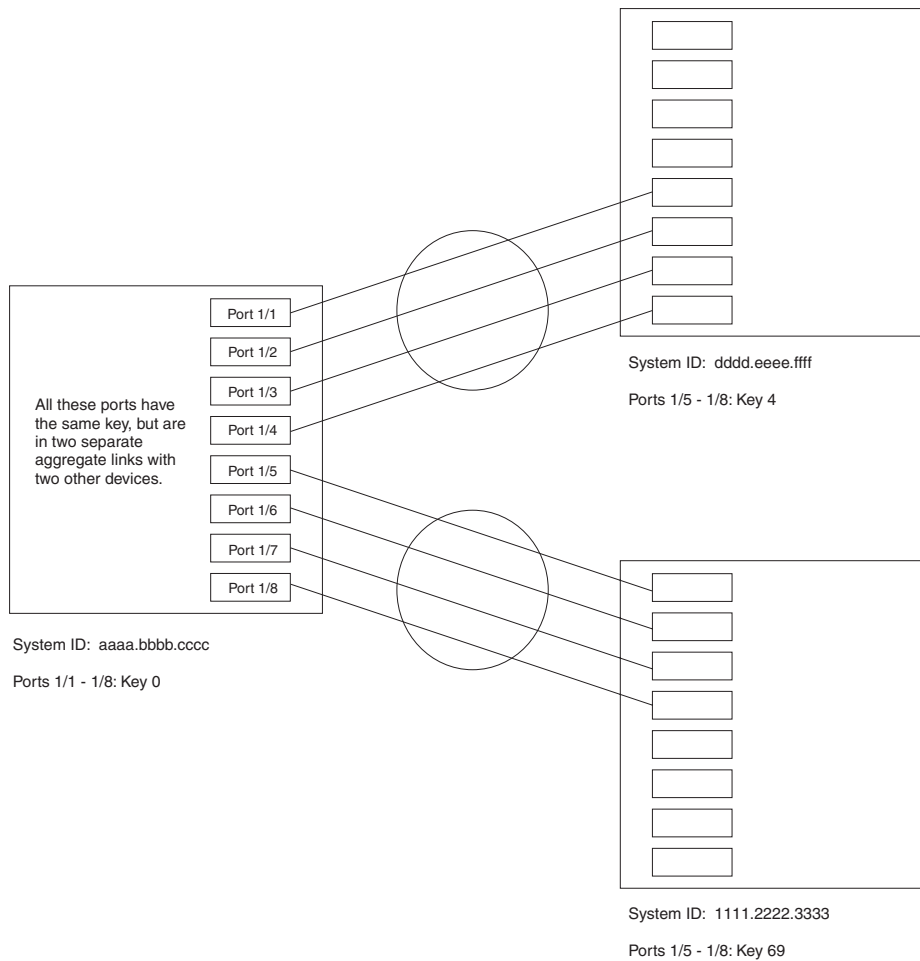 System ID: dddd.eeee.ffff
Ports 1/5 - 1/8: Key 4
Port 1/1
Port 1/2
Port 1/3
Port 1/4
Port 1/5
Port 1/6
Port 1/7
Port 1/8
All these ports have
the same key, but are
in two separate
aggregate links with
two other devices.
System ID: aaaa.bbbb.cccc
Ports 1/1 - 1/8: Key 0
System ID: 1111.2222.3333
Ports 1/5 - 1/8: Key 69